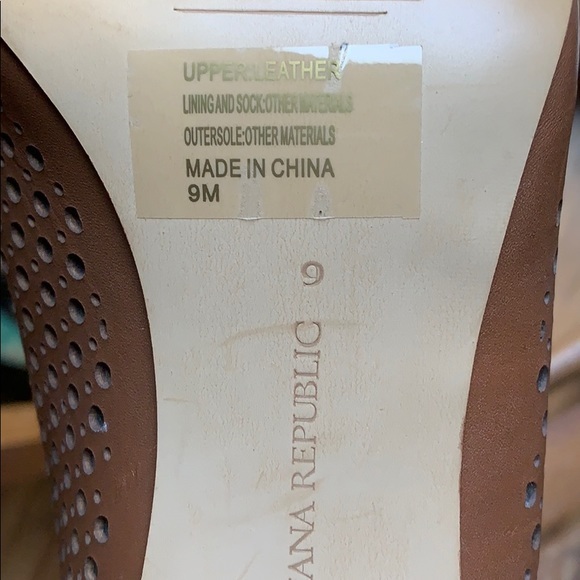 UPPER:LEATHER
LINING AND SOCK:OTHER MATERIALS
OUTERSOLE:OTHER MATERIALS
MADE IN CHINA
9M
9
ANA REPUBLIC